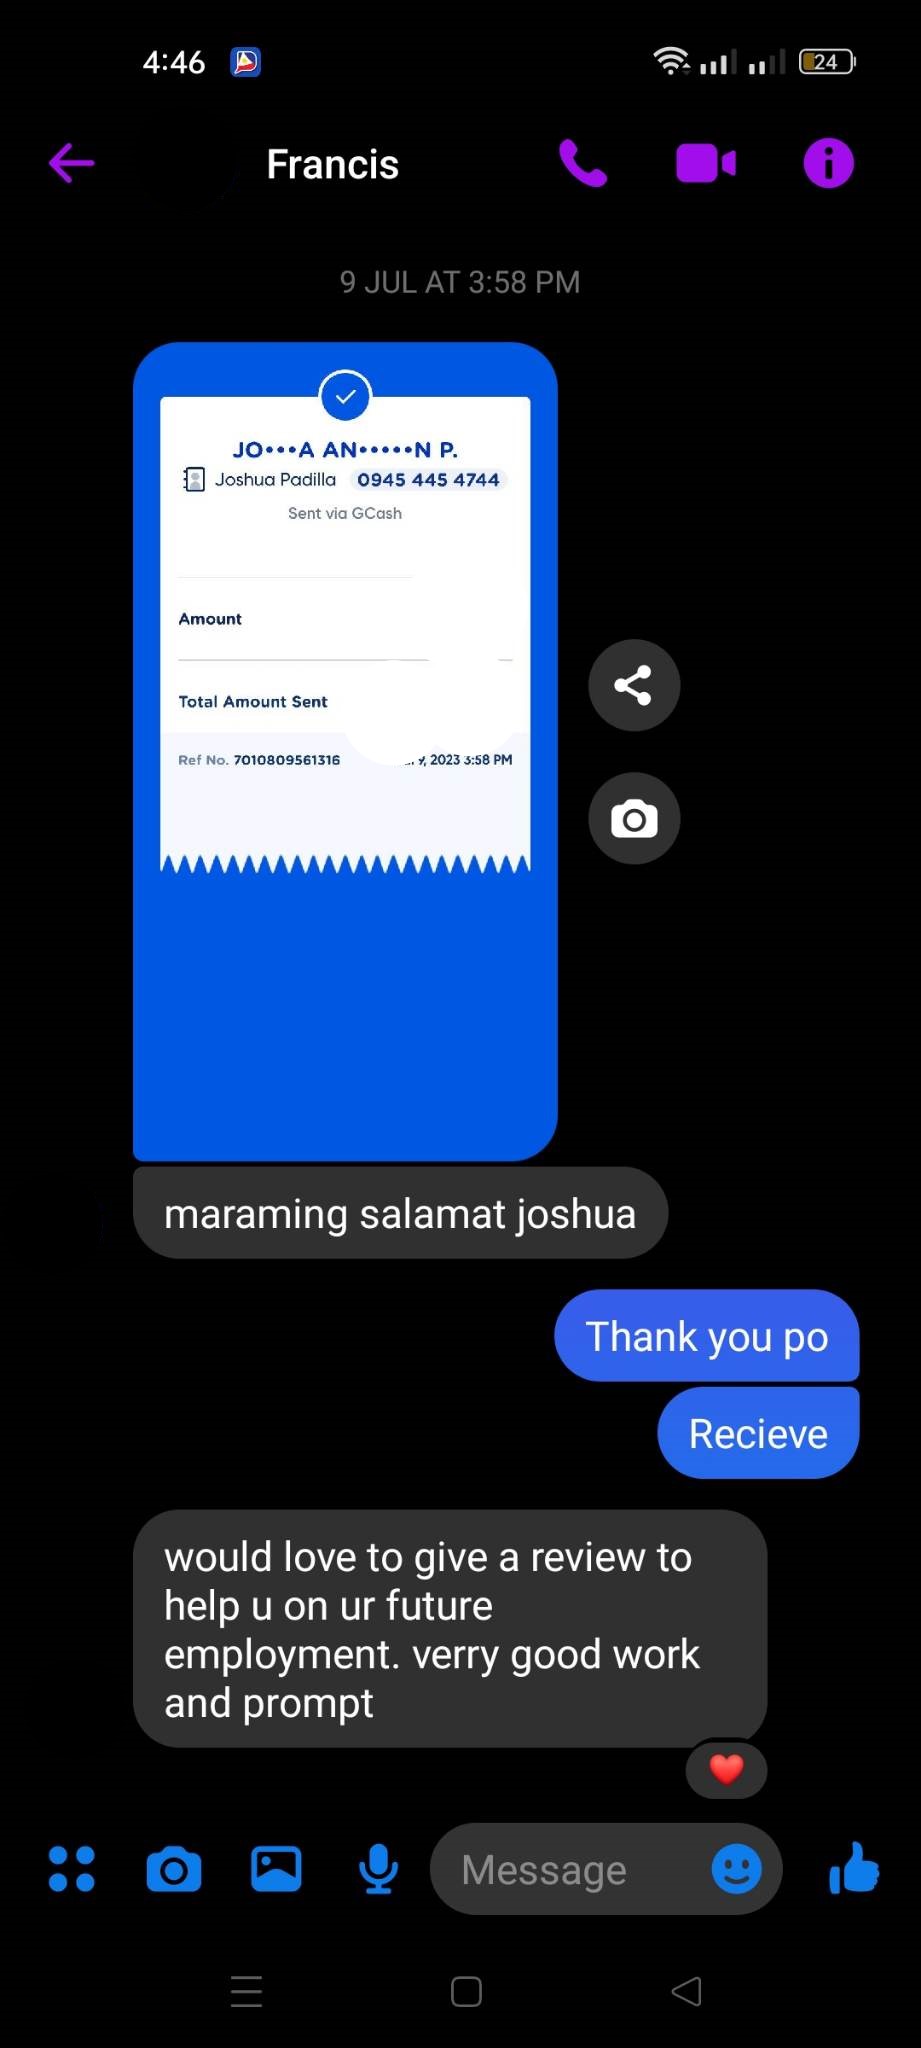 4:46
24
Francis
9 JUL AT 3:58 PM
JO•••A AN•••••N P.
Joshua Padilla 0945 445 4744
Sent via GCash
Amount
Total Amount Sent
Ref No. 7010809561316 9, 2023 3:58 PM
maraming salamat joshua
Thank you po
Recieve
would love to give a review to
help u on ur future
employment. verry good work
and prompt
Message